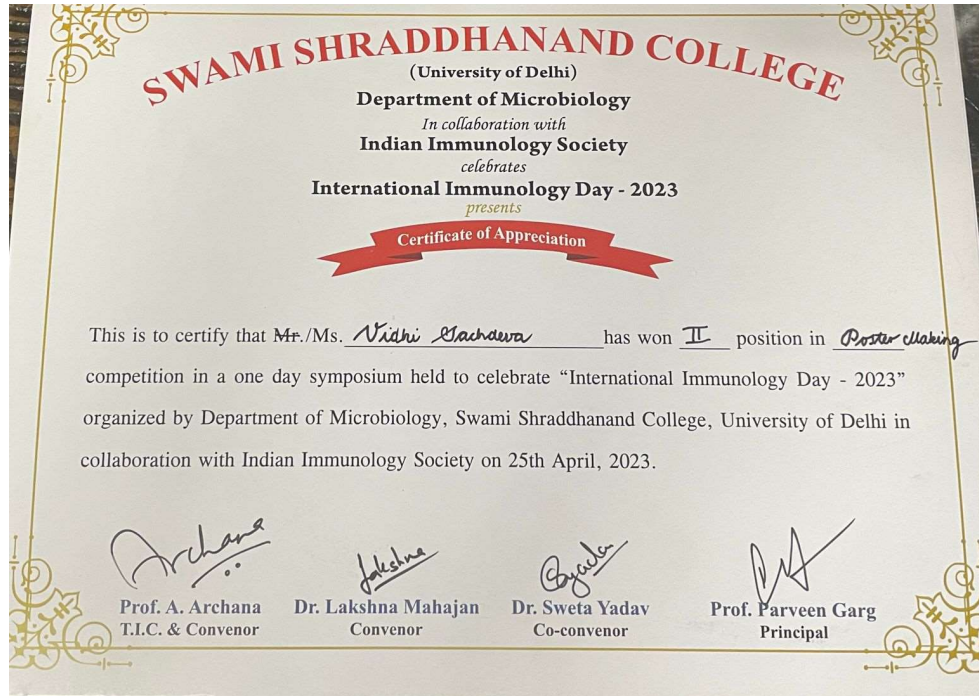 SWAMI SHRADDHANAND COLLEGE
(University of Delhi)
Department of Microbiology
In collaboration with
Indian Immunology Society
celebrates
International Immunology Day - 2023
presents
Certificate of Appreciation
This is to certify that Mr./Ms. Vidhi Sachdeva has won II position in Poster Making
competition in a one day symposium held to celebrate “International Immunology Day - 2023”
organized by Department of Microbiology, Swami Shraddhanand College, University of Delhi in
collaboration with Indian Immunology Society on 25th April, 2023.
Archana Lakshna SYadav
Prof. A. Archana Dr. Lakshna Mahajan Dr. Sweta Yadav Prof. Parveen Garg
T.I.C. & Convenor Convenor Co-convenor Principal